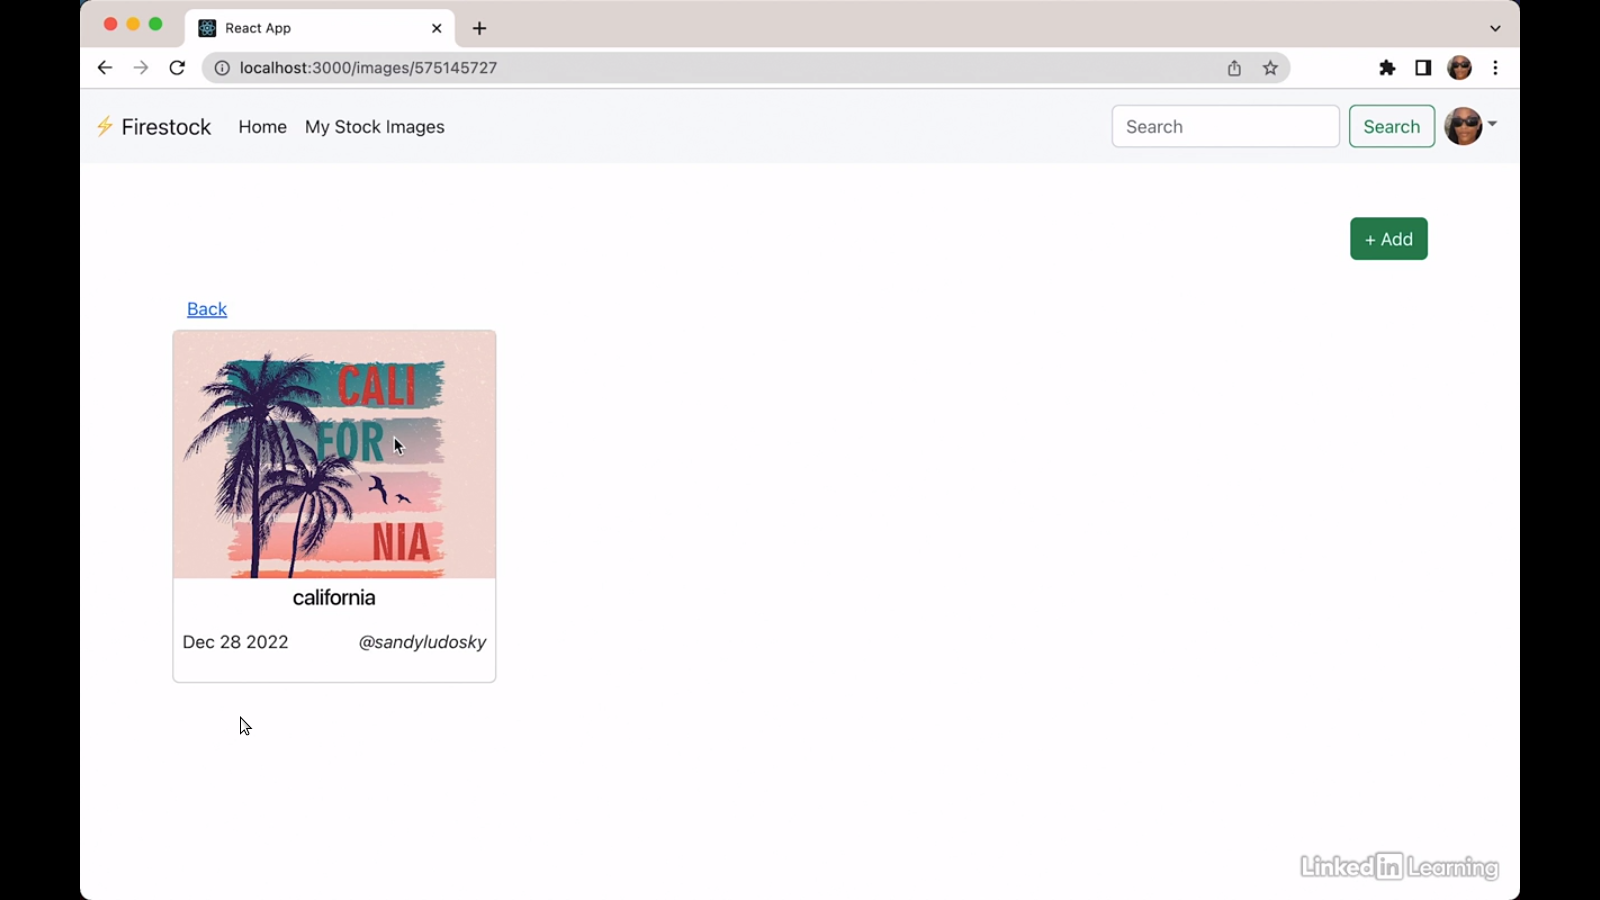 React App
localhost:3000/images/575145727
⚡ Firestock Home My Stock Images Search Search
+ Add
Back
CALI
FOR
NIA
california
Dec 28 2022 @sandyludosky
LinkedIn Learning